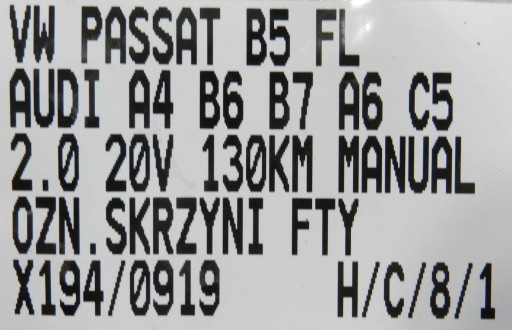 VW PASSAT B5 FL
AUDI A4 B6 B7 A6 C5
2.0 20V 130KM MANUAL
OZN.SKRZYNI FTY
X194/0919 H/C/8/1